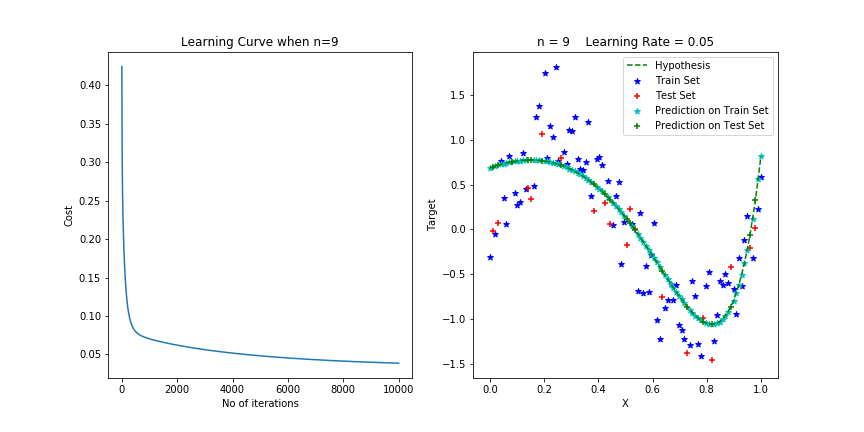 Learning Curve when n=9
0.40
0.35
0.30
0.25
0.20
0.15
0.10
0.05
Cost
0
2000
4000
6000
8000
10000
No of iterations
n = 9    Learning Rate = 0.05
Hypothesis
Train Set
Test Set
Prediction on Train Set
Prediction on Test Set
1.5
1.0
0.5
0.0
−0.5
−1.0
−1.5
Target
0.0
0.2
0.4
0.6
0.8
1.0
X